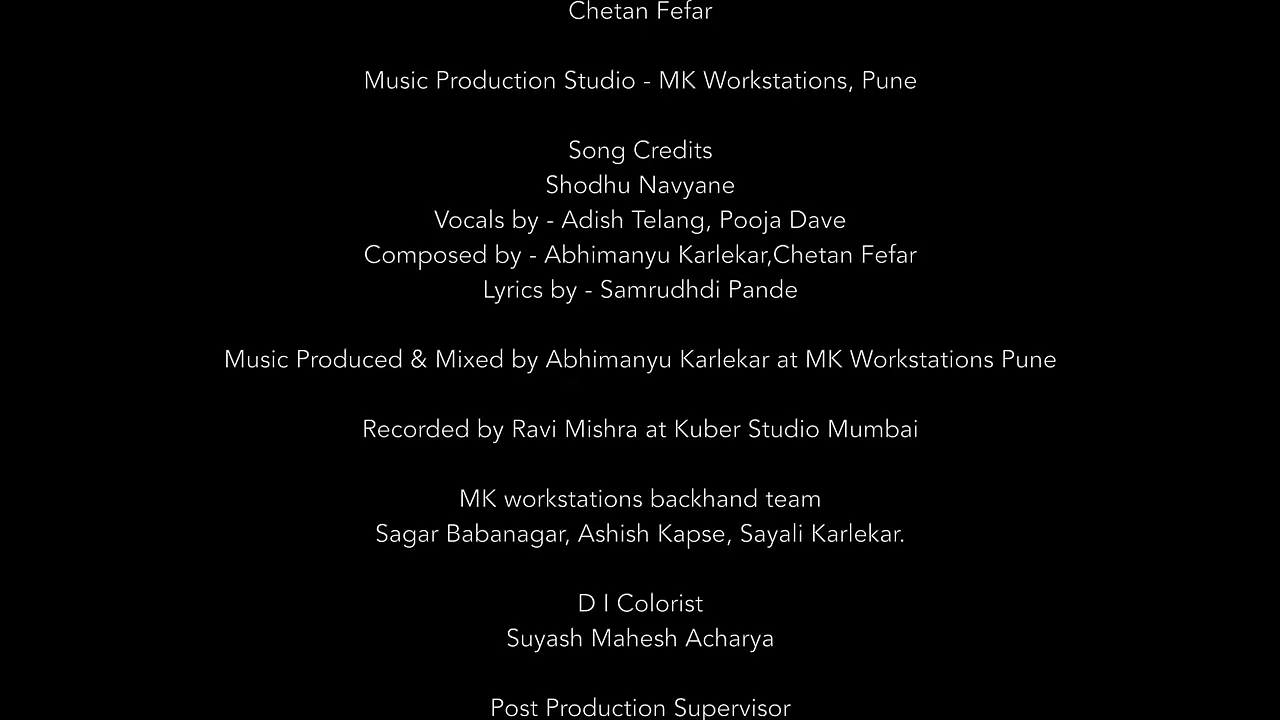 Chetan Fefar
Music Production Studio - MK Workstations, Pune
Song Credits
Shodhu Navyane
Vocals by - Adish Telang, Pooja Dave
Composed by - Abhimanyu Karlekar,Chetan Fefar
Lyrics by - Samrudhdi Pande
Music Produced & Mixed by Abhimanyu Karlekar at MK Workstations Pune
Recorded by Ravi Mishra at Kuber Studio Mumbai
MK workstations backhand team
Sagar Babanagar, Ashish Kapse, Sayali Karlekar.
D I Colorist
Suyash Mahesh Acharya
Post Production Supervisor